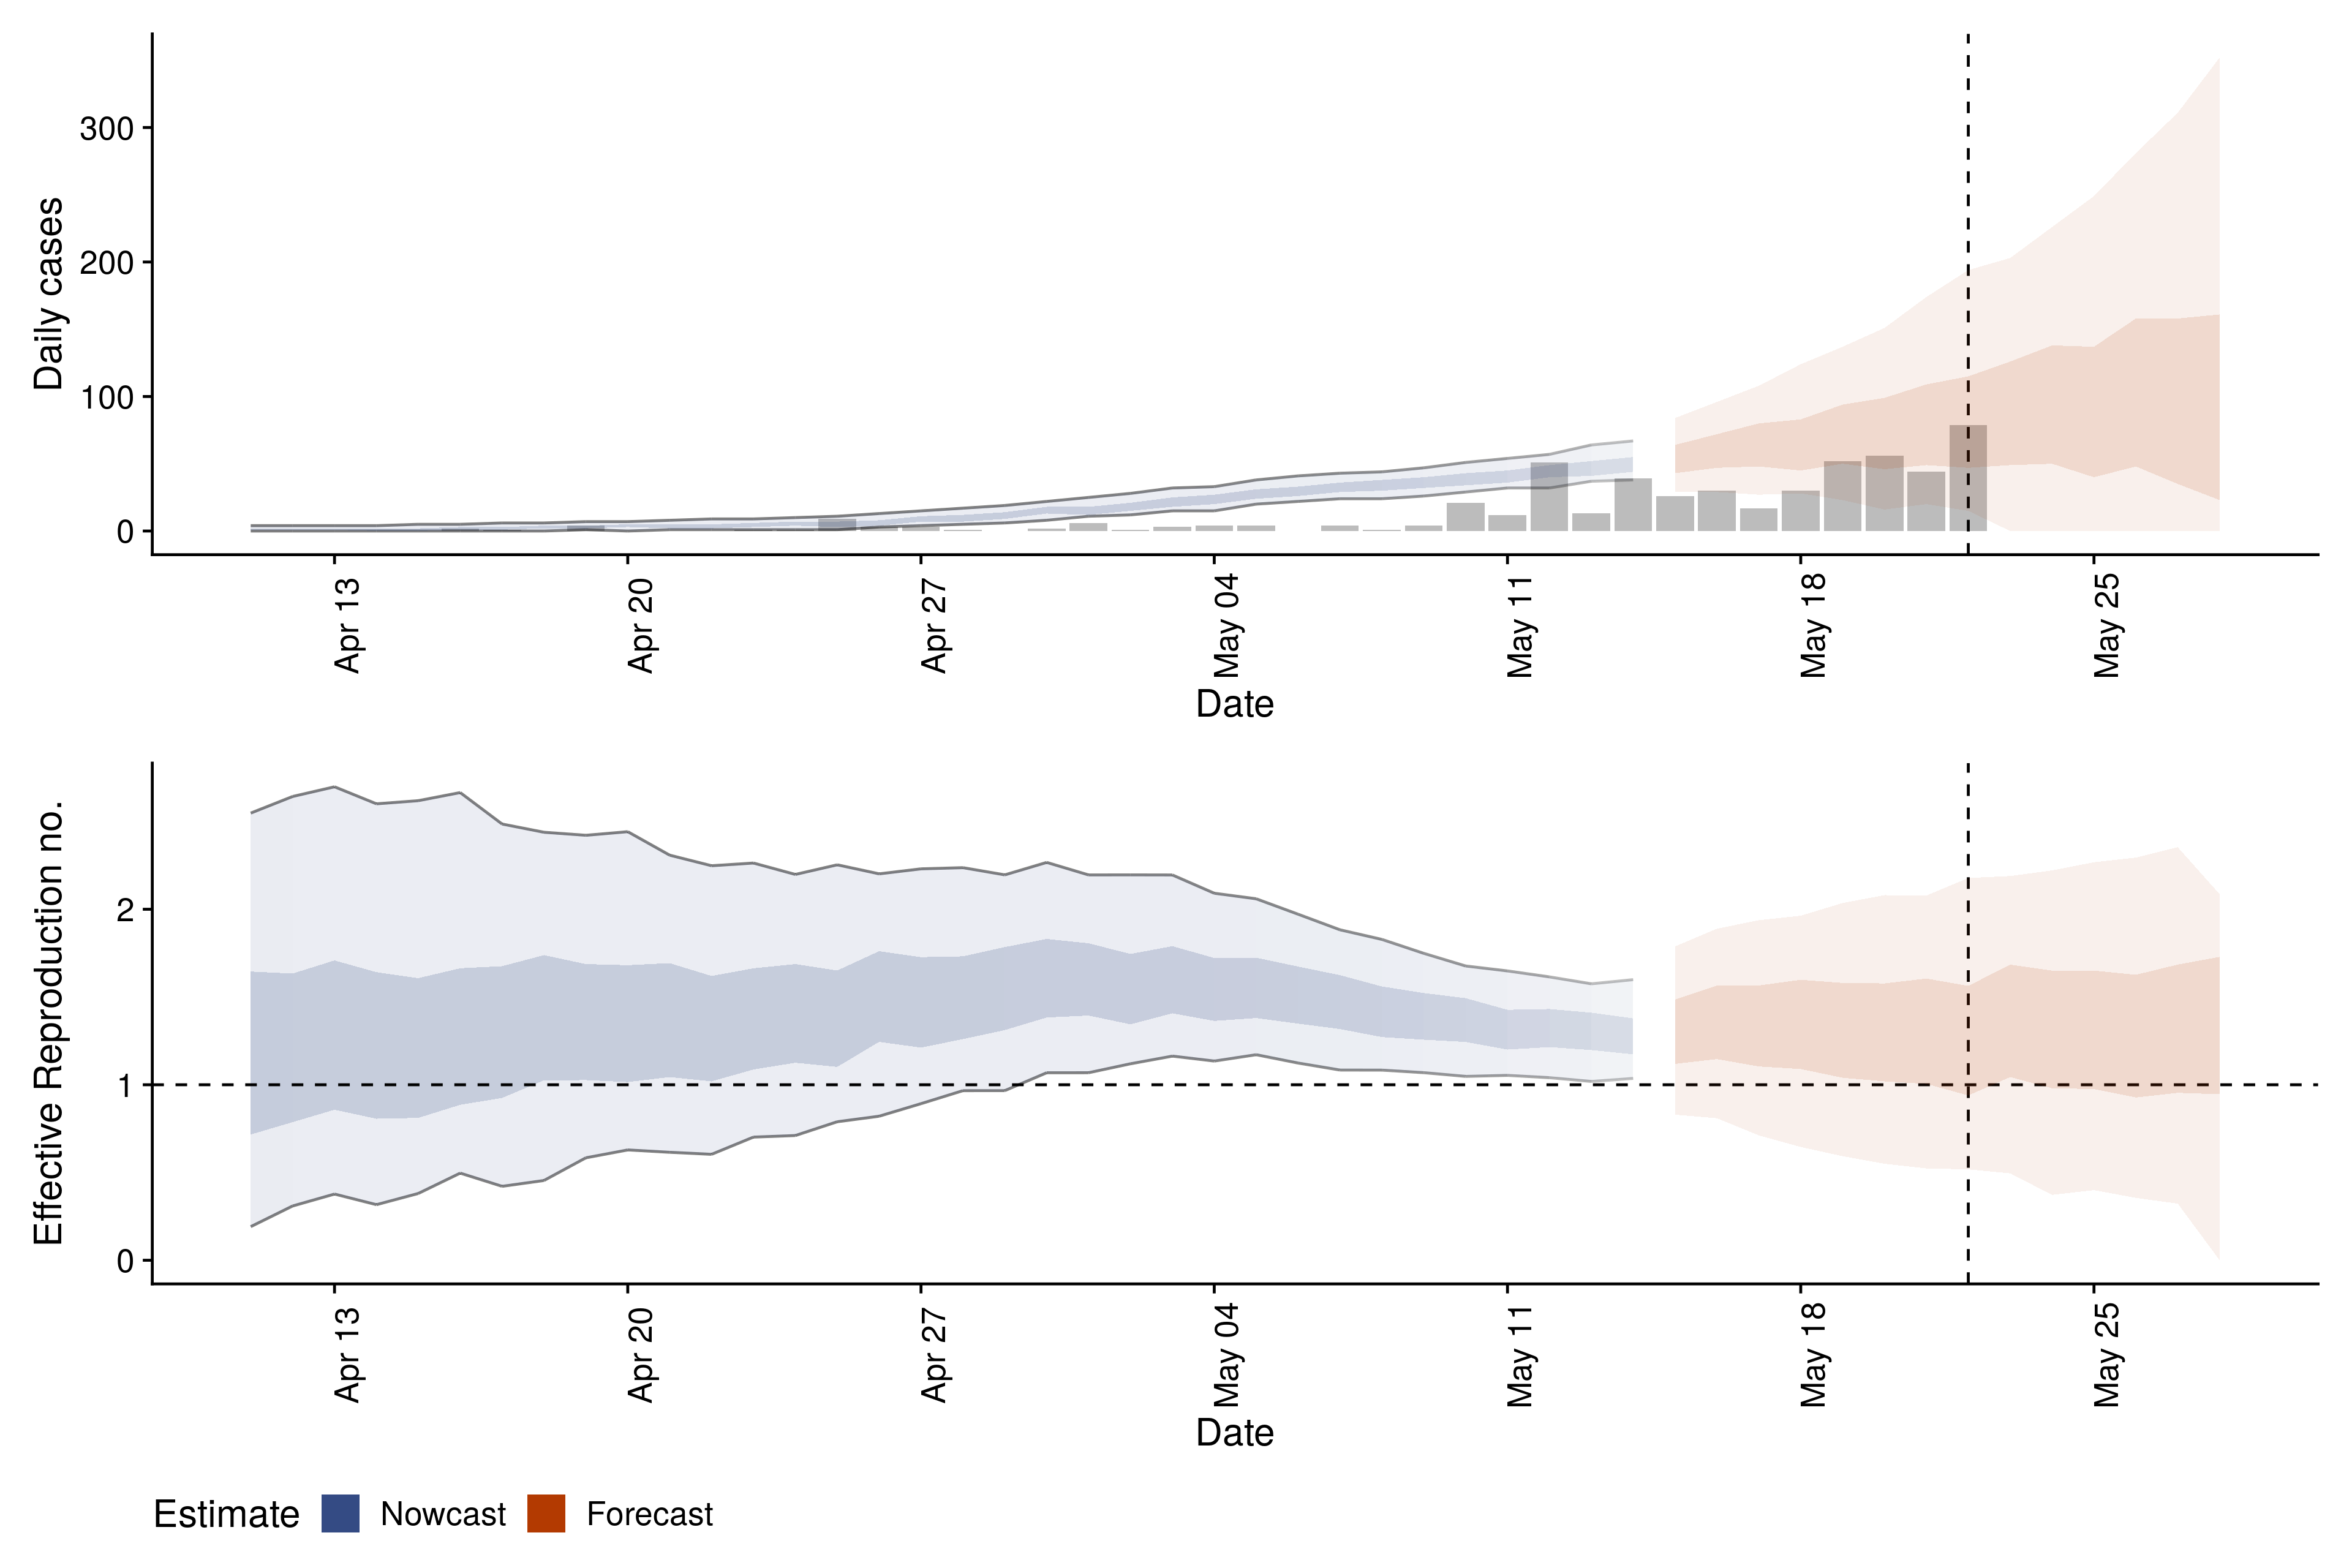 Daily cases
300
200
100
0
Apr 13
Apr 20
Apr 27
May 04
May 11
May 18
May 25
Date
Effective Reproduction no.
2
1
0
Apr 13
Apr 20
Apr 27
May 04
May 11
May 18
May 25
Date
Estimate Nowcast Forecast